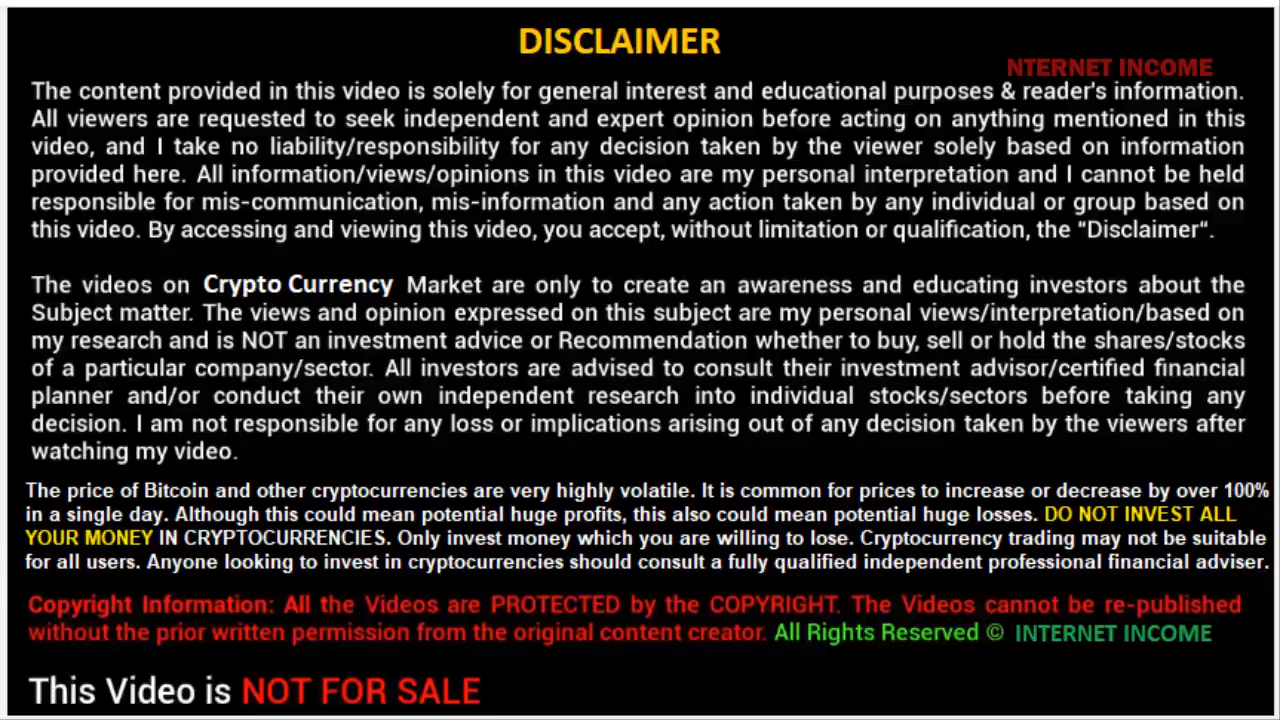 DISCLAIMER
NTERNET INCOME
The content provided in this video is solely for general interest and educational purposes & reader's information.
All viewers are requested to seek independent and expert opinion before acting on anything mentioned in this
video, and I take no liability/responsibility for any decision taken by the viewer solely based on information
provided here. All information/views/opinions in this video are my personal interpretation and I cannot be held
responsible for mis-communication, mis-information and any action taken by any individual or group based on
this video. By accessing and viewing this video, you accept, without limitation or qualification, the "Disclaimer".
The videos on Crypto Currency Market are only to create an awareness and educating investors about the
Subject matter. The views and opinion expressed on this subject are my personal views/interpretation/based on
my research and is NOT an investment advice or Recommendation whether to buy, sell or hold the shares/stocks
of a particular company/sector. All investors are advised to consult their investment advisor/certified financial
planner and/or conduct their own independent research into individual stocks/sectors before taking any
decision. I am not responsible for any loss or implications arising out of any decision taken by the viewers after
watching my video.
The price of Bitcoin and other cryptocurrencies are very highly volatile. It is common for prices to increase or decrease by over 100%
in a single day. Although this could mean potential huge profits, this also could mean potential huge losses. DO NOT INVEST ALL
YOUR MONEY IN CRYPTOCURRENCIES. Only invest money which you are willing to lose. Cryptocurrency trading may not be suitable
for all users. Anyone looking to invest in cryptocurrencies should consult a fully qualified independent professional financial adviser.
Copyright Information: All the Videos are PROTECTED by the COPYRIGHT. The Videos cannot be re-published
without the prior written permission from the original content creator. All Rights Reserved © INTERNET INCOME
This Video is NOT FOR SALE